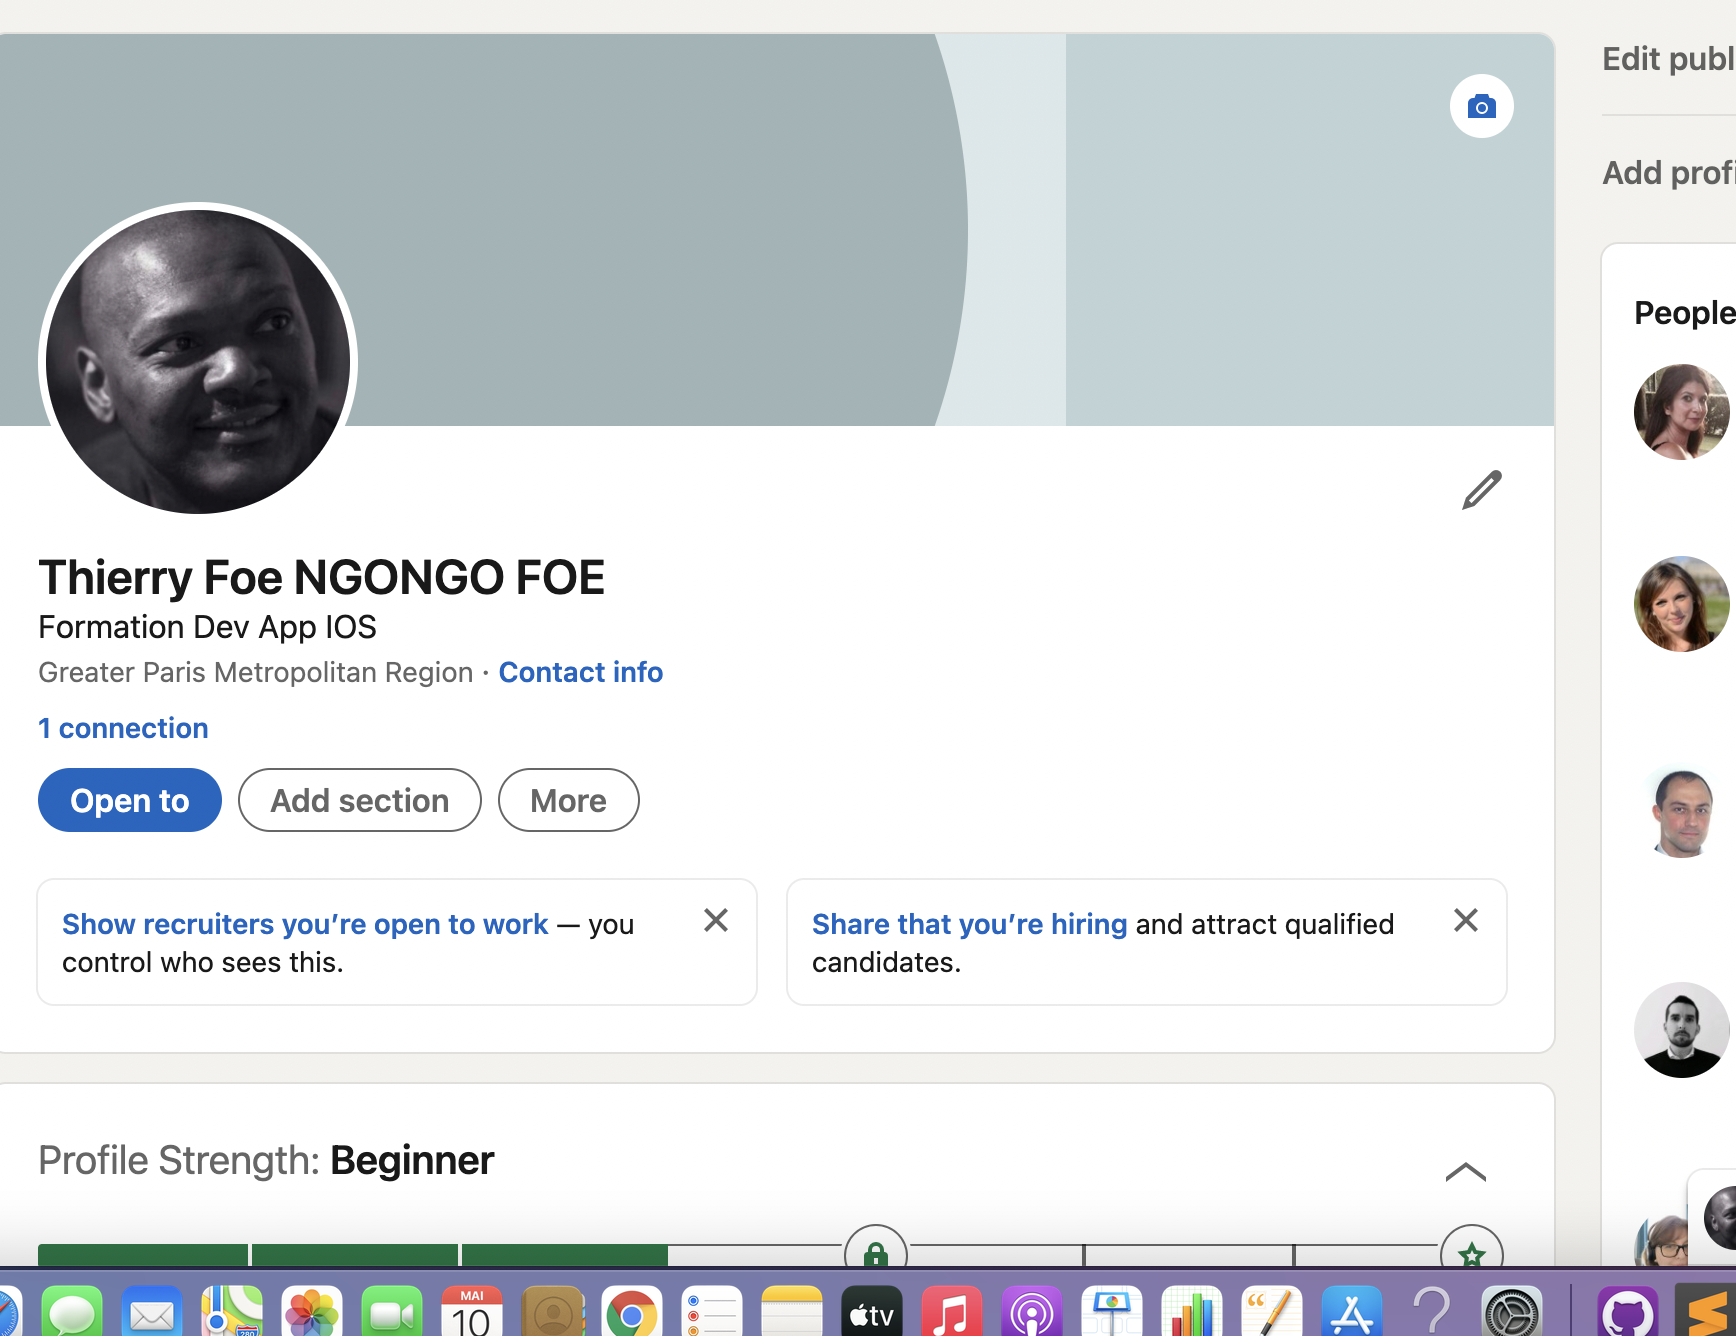 Edit publ
Add profi
People
Thierry Foe NGONGO FOE
Formation Dev App IOS
Greater Paris Metropolitan Region · Contact info
1 connection
Open to
Add section
More
Show recruiters you're open to work — you
control who sees this.
Share that you're hiring and attract qualified
candidates.
Profile Strength: Beginner
MAI
10
280
tv